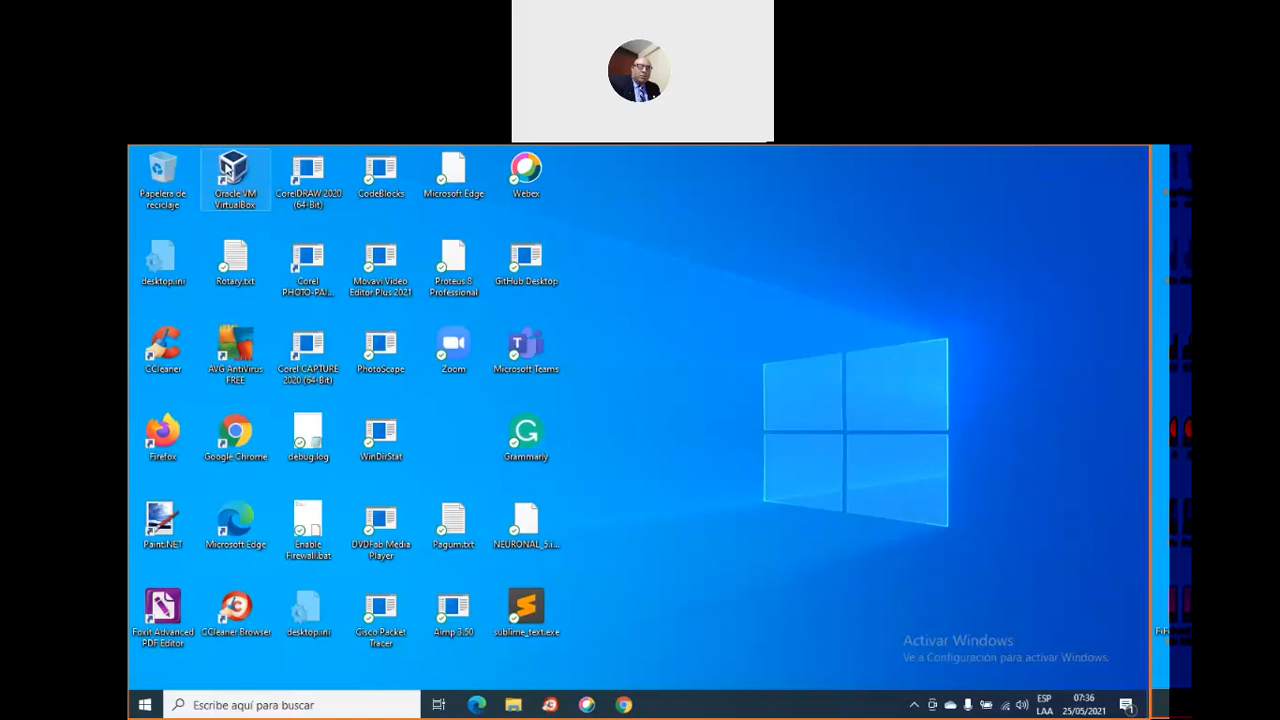 Papelera de
reciclaje
Oracle VM
VirtualBox
CorelDRAW 2020
(64-Bit)
CodeBlocks
Microsoft Edge
Webex
desktop.ini
Rotary.txt
Corel
PHOTO-PAI...
Movavi Video
Editor Plus 2021
Proteus 8
Professional
GitHub Desktop
CCleaner
AVG AntiVirus
FREE
Corel CAPTURE
2020 (64-Bit)
PhotoScape
Zoom
Microsoft Teams
Firefox
Google Chrome
debug.log
WinDirStat
Grammarly
Paint.NET
Microsoft Edge
Enable
Firewall.bat
DVDFab Media
Player
Pagum.txt
NEURONAL_5.i...
Foxit Advanced
PDF Editor
CCleaner Browser
desktop.ini
Cisco Packet
Tracer
Aimp 3.50
sublime_text.exe
Activar Windows
Ve a Configuración para activar Windows.
Escribe aquí para buscar
ESP
LAA
07:36
25/05/2021